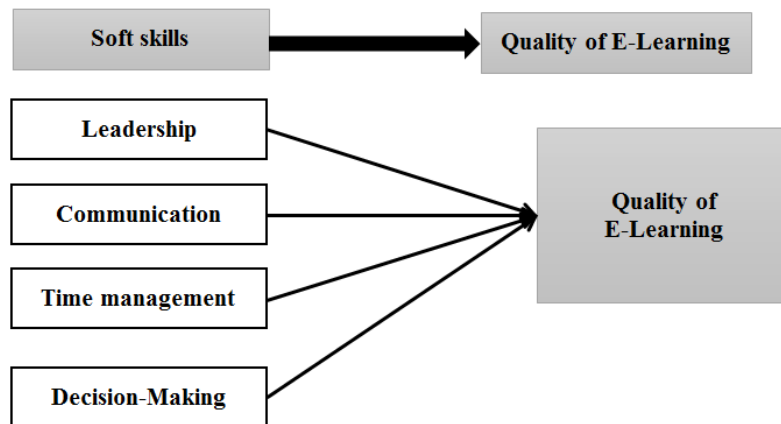 Soft skills
Quality of E-Learning
Leadership
Communication
Time management
Decision-Making
Quality of
E-Learning